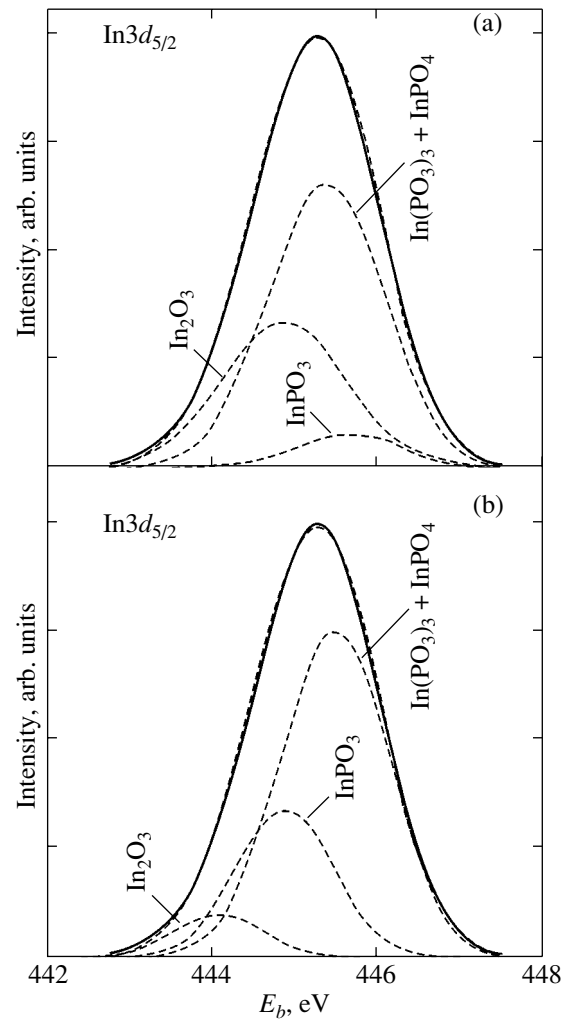 In3d₅/₂
(a)
In(PO₃)₃ + InPO₄
In₂O₃
InPO₃
Intensity, arb. units
In3d₅/₂
(b)
In(PO₃)₃ + InPO₄
InPO₃
In₂O₃
Intensity, arb. units
442 444 446 448
E_b, eV